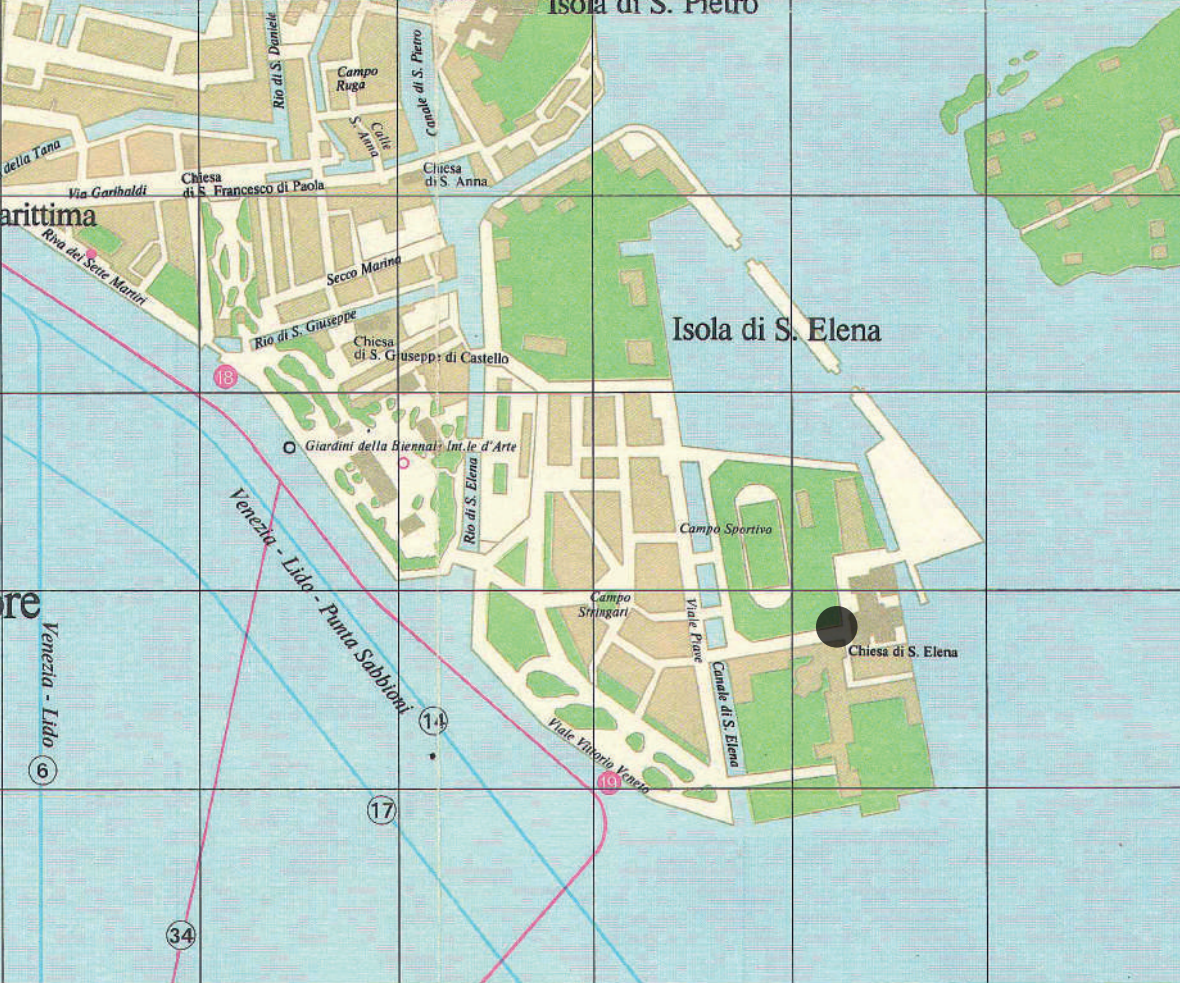 Isola di S. Pietro
Rio di S. Daniele
Campo
Ruga
Canale di S. Pietro
Calle
S. Anna
della Tana
Via Garibaldi
Chiesa
di S. Francesco di Paola
Chiesa
di S. Anna
arittima
Riva dei Sette Martiri
Secco Marina
Rio di S. Giuseppe
Chiesa
di S. Giuseppe di Castello
Isola di S. Elena
18
Giardini della Biennale Int.le d'Arte
Rio di S. Elena
Venezia - Lido - Punta Sabbioni
Campo Sportivo
ore
Campo
Stringari
Viale Piave
Chiesa di S. Elena
Canale di S. Elena
Venezia - Lido
14
Viale Vittorio Veneto
6
19
17
34